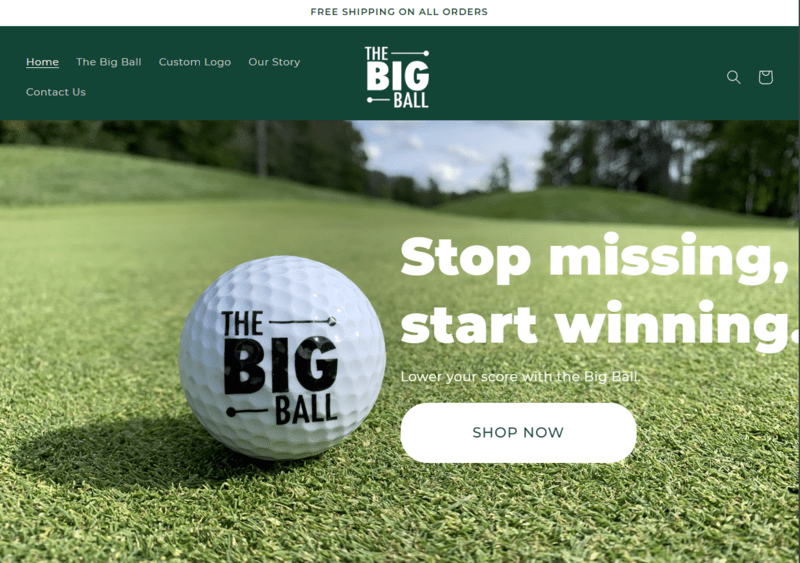 FREE SHIPPING ON ALL ORDERS
Home The Big Ball Custom Logo Our Story
Contact Us
THE
BIG
BALL
Stop missing,
start winning.
Lower your score with the Big Ball.
SHOP NOW
THE
BIG
BALL